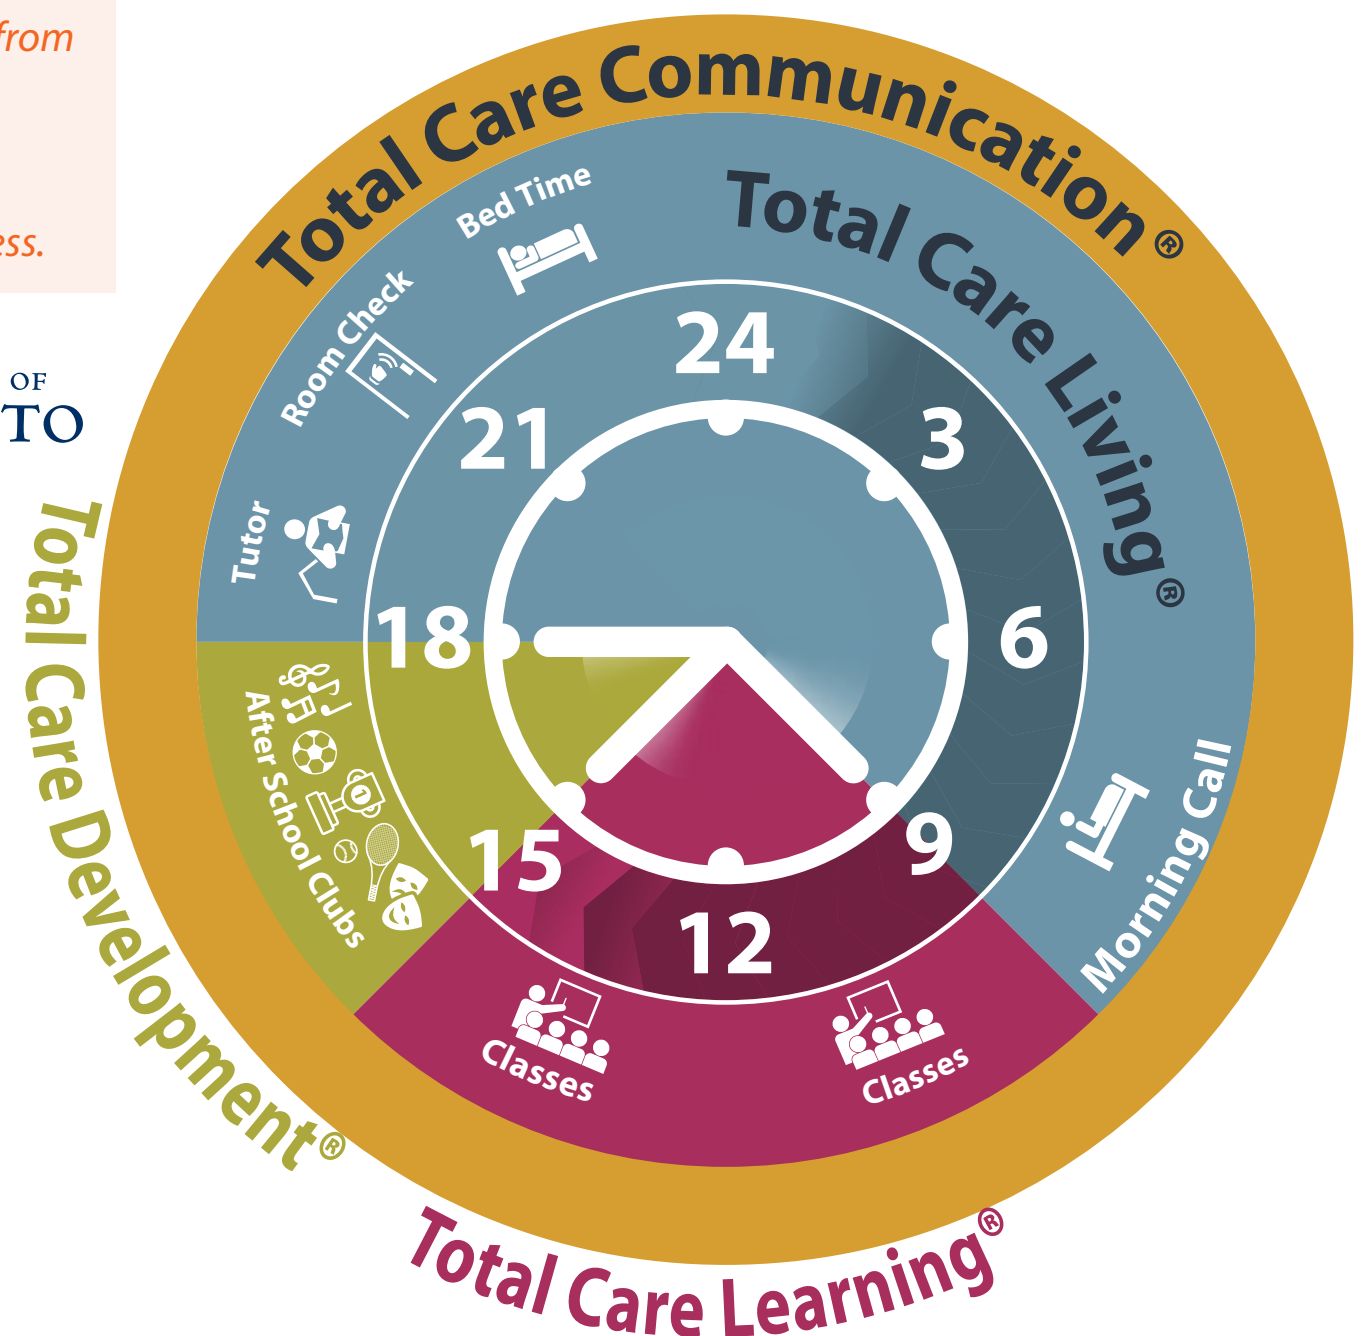 from
ess.
OF
TO
Total Care Communication®
Total Care Living®
Bed Time
Room Check
Tutor
24
3
21
6
18
9
15
12
After School Clubs
1
Morning Call
Classes
Classes
Total Care Development®
Total Care Learning®